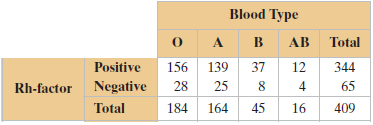 Blood Type
O A B AB Total
Positive 156 139 37 12 344
Rh-factor Negative 28 25 8 4 65
Total 184 164 45 16 409